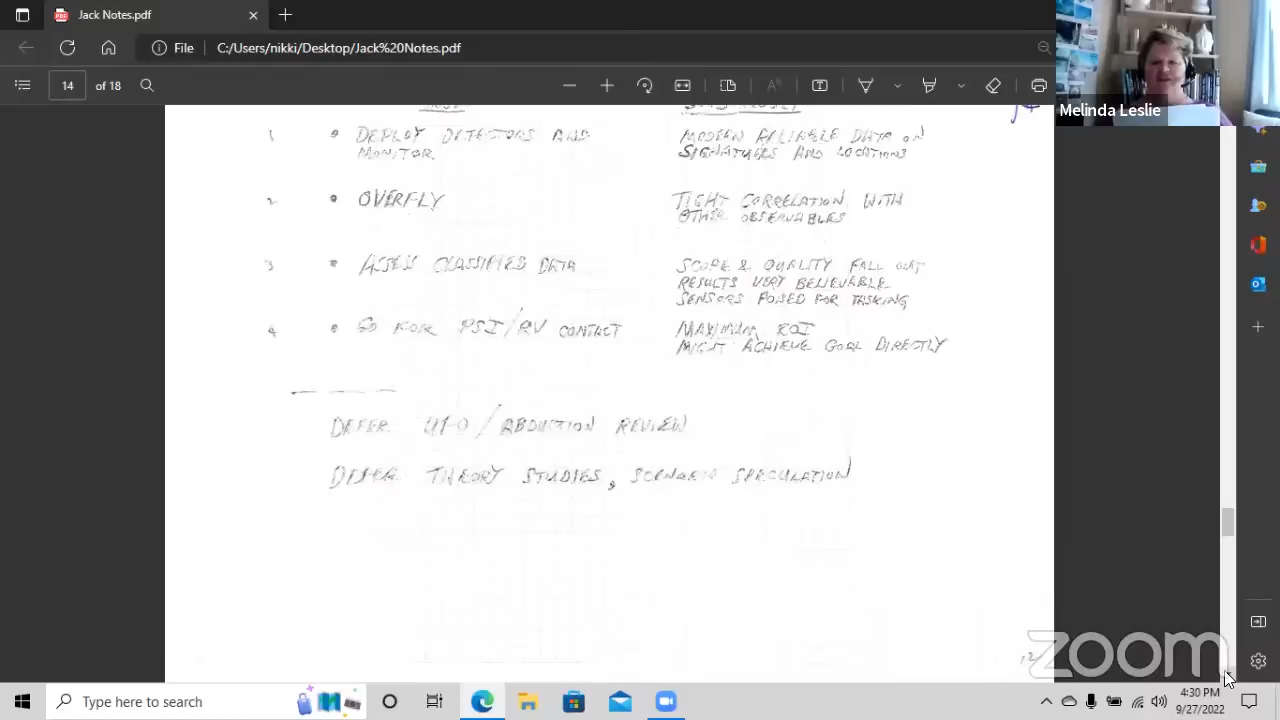 Jack Notes.pdf
File
C:/Users/nikki/Desktop/Jack%20Notes.pdf
14 of 18
Melinda Leslie
1 • DEPLOY DETECTORS AND MODERN RELIABLE DATA ON
MONITOR. SIGNATURES AND LOCATIONS
2 • OVERFLY TIGHT CORRELATION WITH
OTHER OBSERVABLES
3 • ASSESS CLASSIFIED DATA SCOPE & QUALITY FALL OUT
RESULTS VERY BELIEVABLE
SENSORS POISED FOR TASKING
4 • GO FOR PSI/RV CONTACT MAXIMUM ROI
MIGHT ACHIEVE GOAL DIRECTLY
DEFER UFO/ABDUCTION REVIEW
DEFER THEORY STUDIES, SCENARIO SPECULATION
12
zoom
Type here to search
4:30 PM
9/27/2022